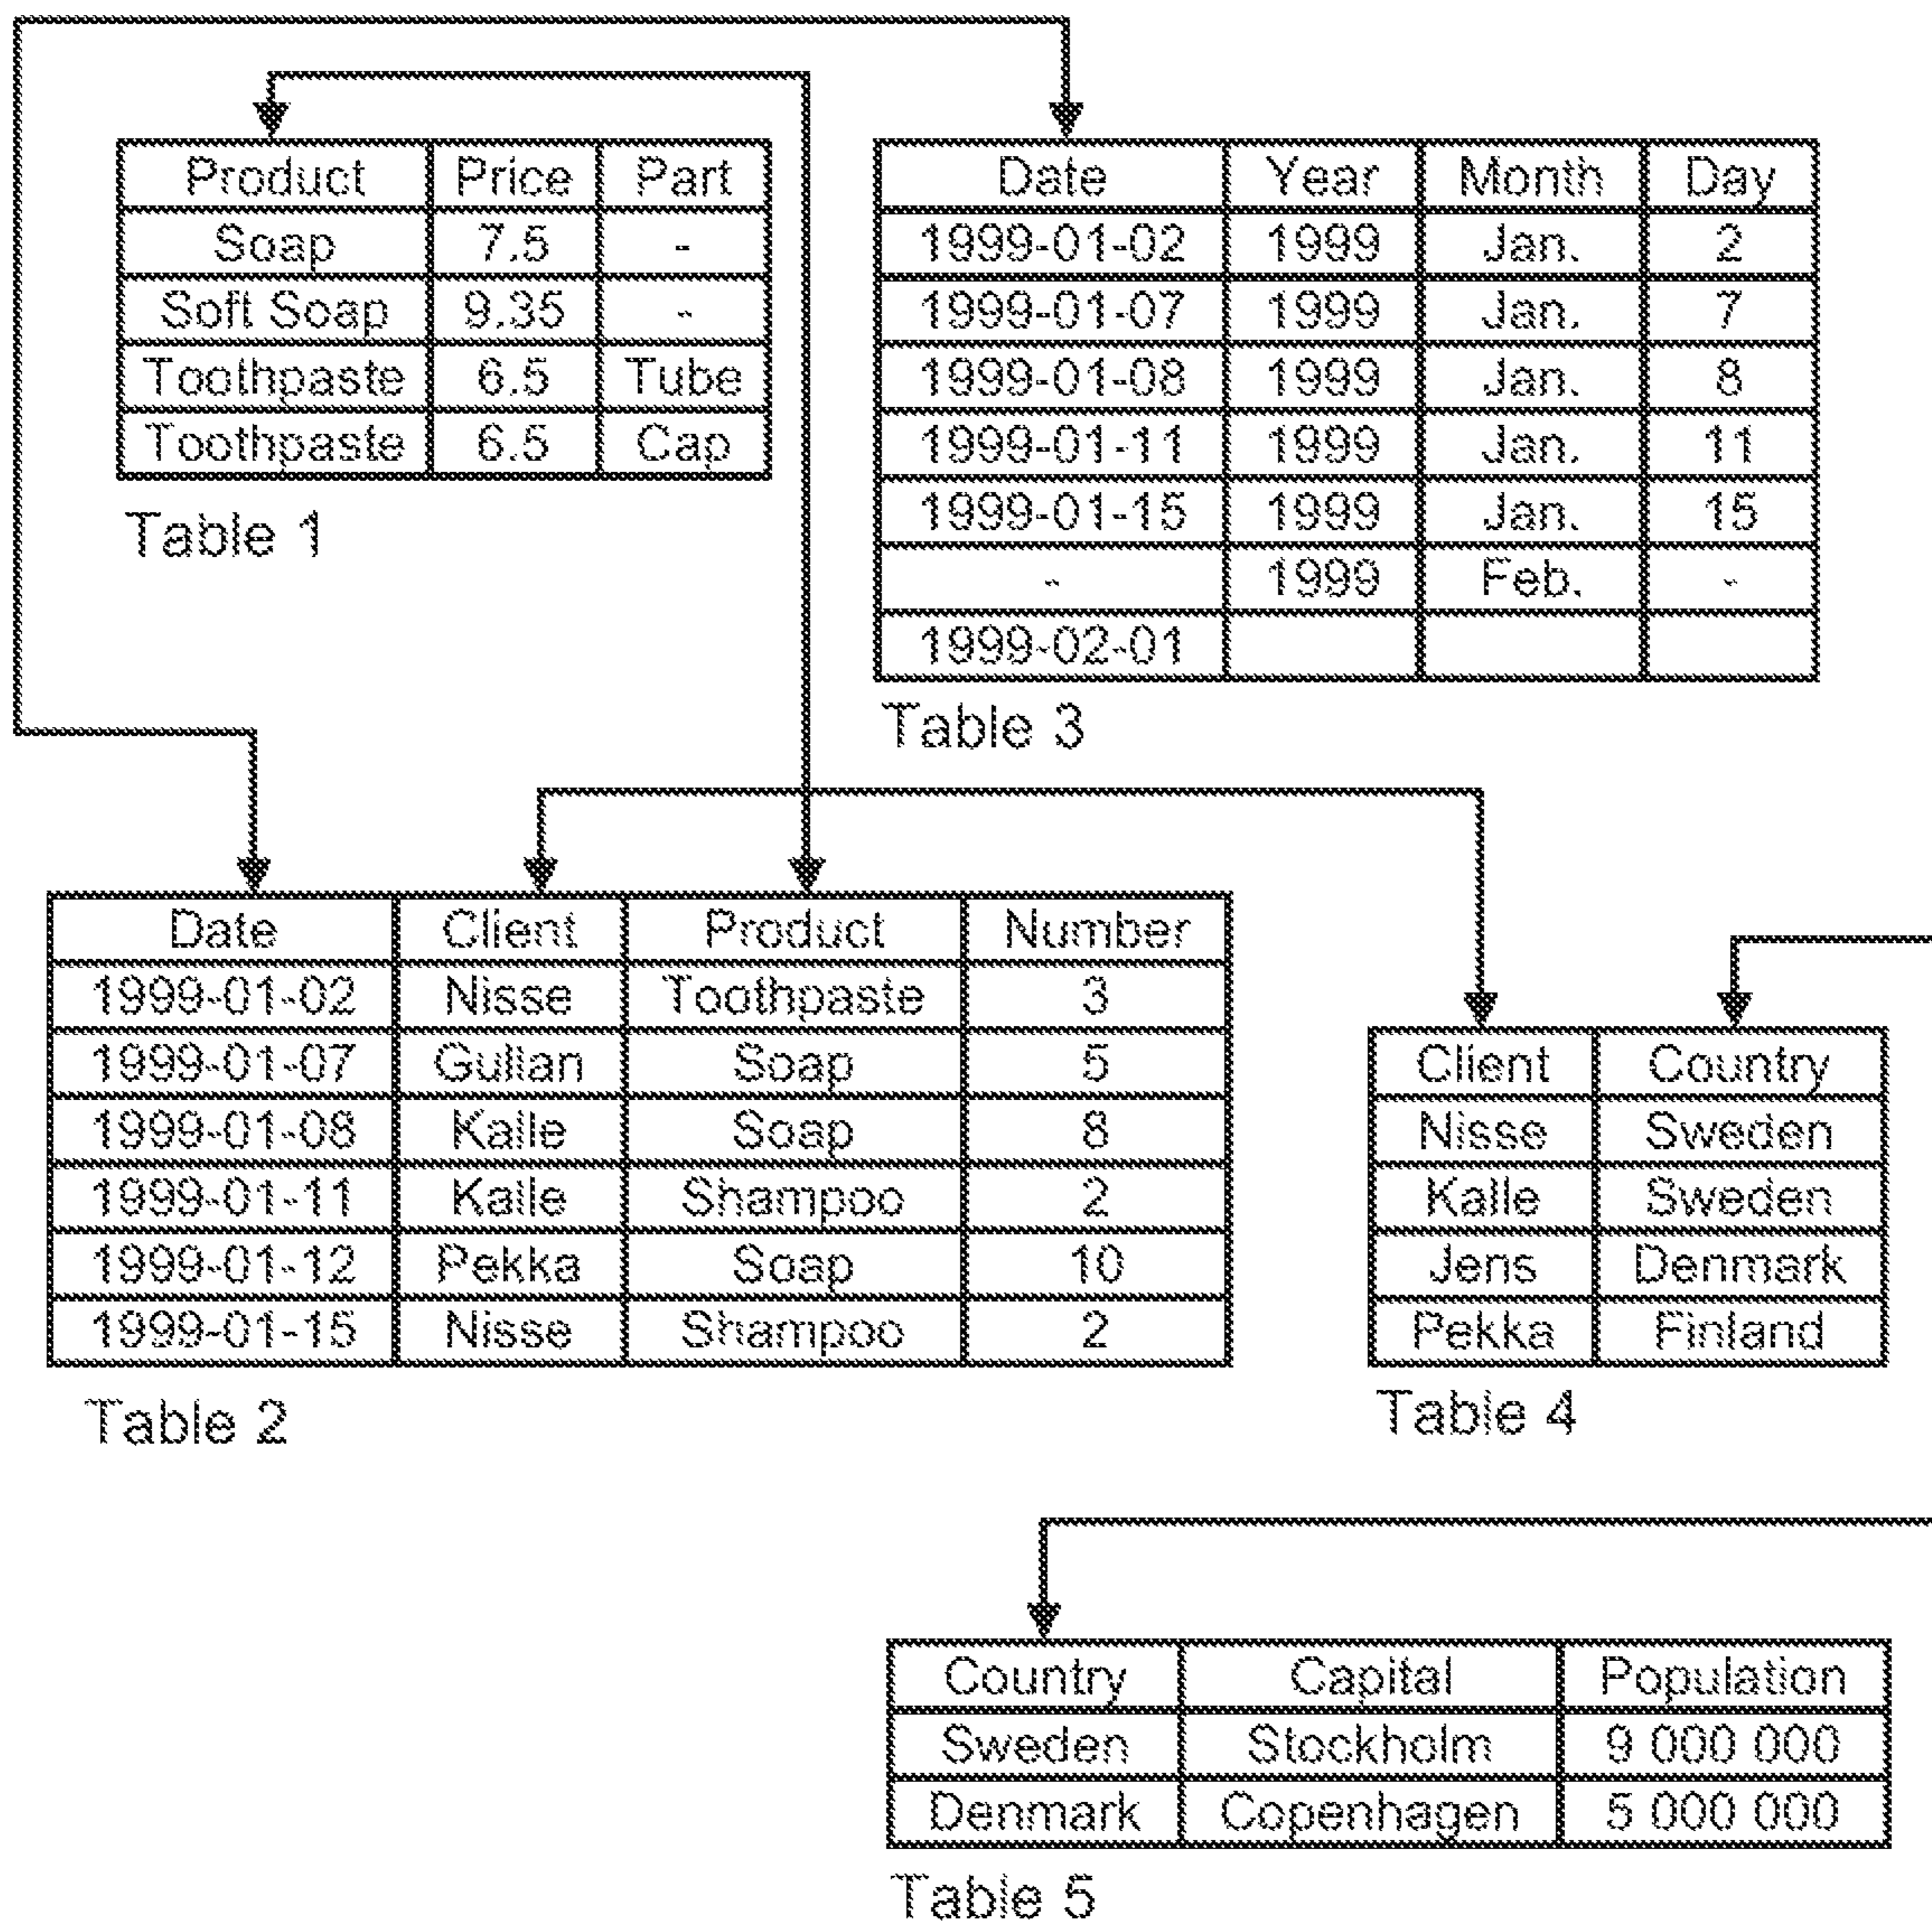 Product Price Part
Soap 7.5 -
Soft Soap 9.35 -
Toothpaste 6.5 Tube
Toothpaste 6.5 Cap
Table 1
Date Year Month Day
1999-01-02 1999 Jan. 2
1999-01-07 1999 Jan. 7
1999-01-08 1999 Jan. 8
1999-01-11 1999 Jan. 11
1999-01-15 1999 Jan. 15
- 1999 Feb. -
1999-02-01
Table 3
Date Client Product Number
1999-01-02 Nisse Toothpaste 3
1999-01-07 Gullan Soap 5
1999-01-08 Kalle Soap 8
1999-01-11 Kalle Shampoo 2
1999-01-12 Pekka Soap 10
1999-01-15 Nisse Shampoo 2
Table 2
Client Country
Nisse Sweden
Kalle Sweden
Jens Denmark
Pekka Finland
Table 4
Country Capital Population
Sweden Stockholm 9 000 000
Denmark Copenhagen 5 000 000
Table 5